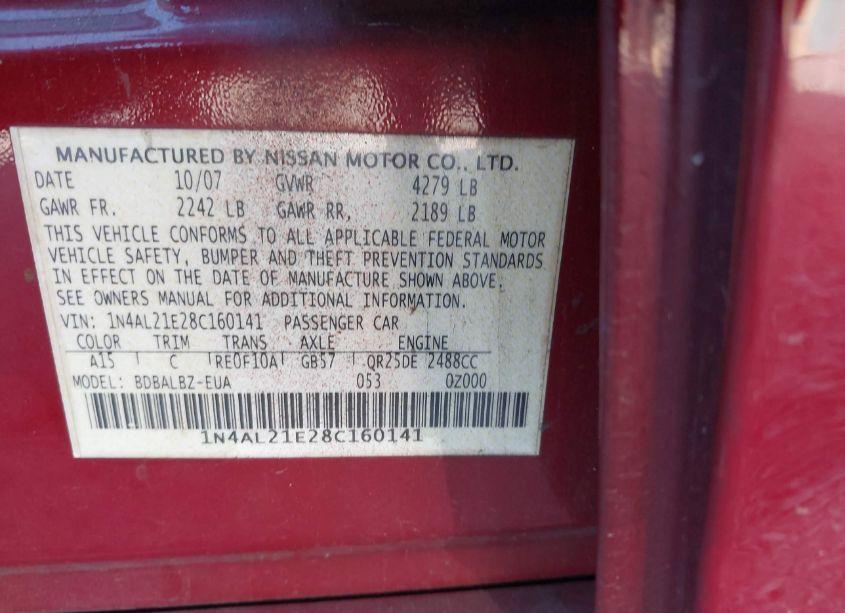 MANUFACTURED BY NISSAN MOTOR CO., LTD.
DATE 10/07 GVWR 4279 LB
GAWR FR. 2242 LB GAWR RR, 2189 LB
THIS VEHICLE CONFORMS TO ALL APPLICABLE FEDERAL MOTOR
VEHICLE SAFETY, BUMPER AND THEFT PREVENTION STANDARDS
IN EFFECT ON THE DATE OF MANUFACTURE SHOWN ABOVE.
SEE OWNERS MANUAL FOR ADDITIONAL INFORMATION.
VIN: 1N4AL21E28C160141 PASSENGER CAR
COLOR TRIM TRANS AXLE ENGINE
A15 C RE0F10A GB57 QR25DE 2488CC
MODEL: BDBALBZ-EUA 053 0Z000
1N4AL21E28C160141